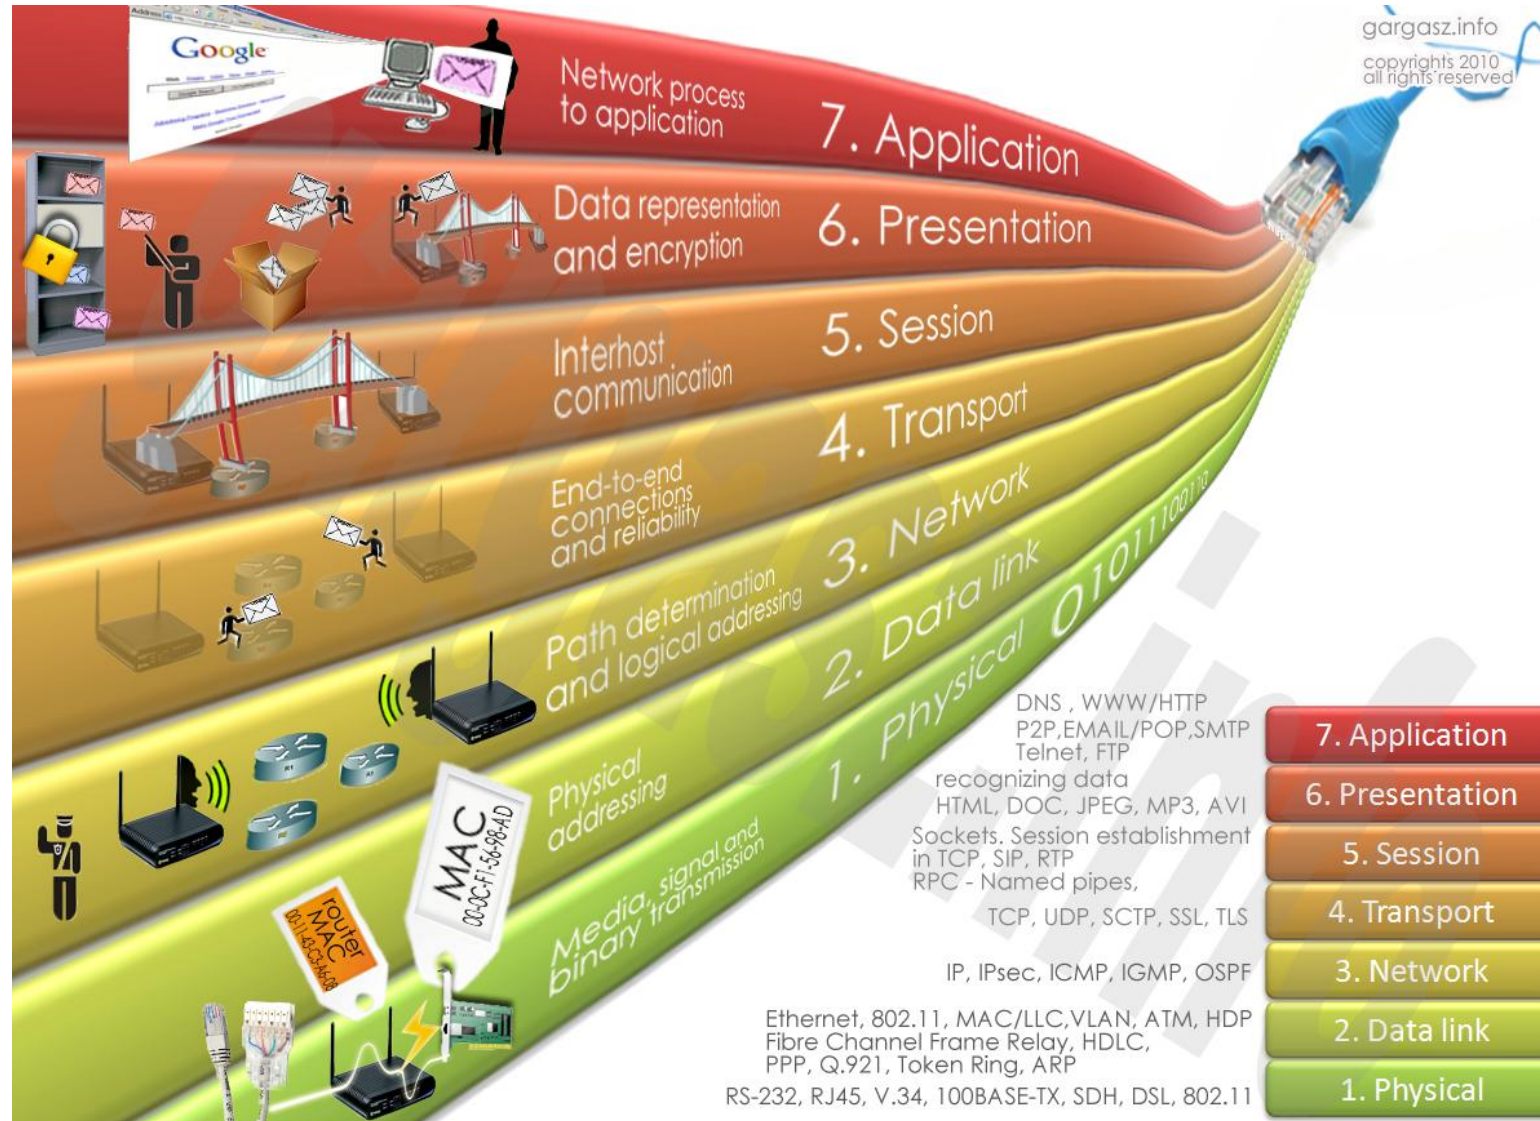 Address
Google
gargasz.info
copyrights 2010
all rights reserved
Network process
to application
7. Application
Data representation
and encryption
6. Presentation
Interhost
communication
5. Session
End-to-end
connections
and reliability
4. Transport
Path determination
and logical addressing
3. Network
Physical
addressing
2. Data link
Media, signal and
binary transmission
1. Physical
MAC
00-0C-F1-56-98-AD
router
MAC
00-11-43-C3-A6-08
DNS , WWW/HTTP
P2P,EMAIL/POP,SMTP
Telnet, FTP
7. Application
recognizing data
HTML, DOC, JPEG, MP3, AVI
6. Presentation
Sockets. Session establishment
in TCP, SIP, RTP
RPC - Named pipes,
5. Session
TCP, UDP, SCTP, SSL, TLS
4. Transport
IP, IPsec, ICMP, IGMP, OSPF
3. Network
Ethernet, 802.11, MAC/LLC,VLAN, ATM, HDP
Fibre Channel Frame Relay, HDLC,
PPP, Q.921, Token Ring, ARP
2. Data link
RS-232, RJ45, V.34, 100BASE-TX, SDH, DSL, 802.11
1. Physical